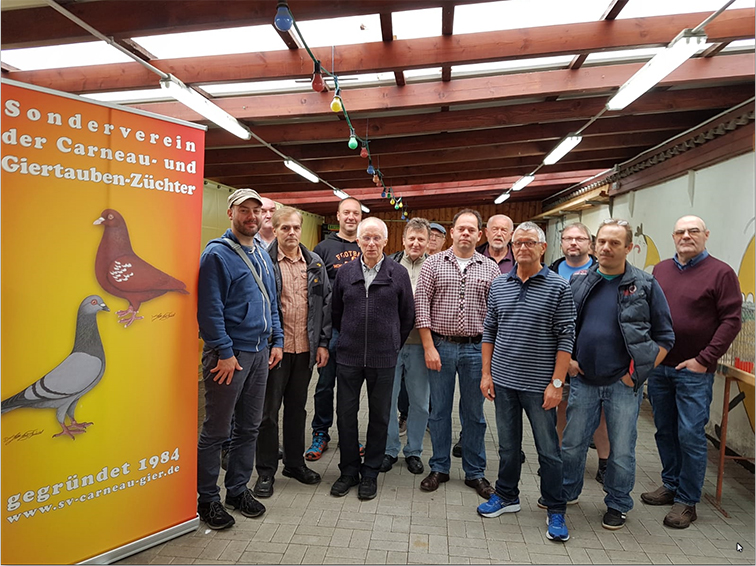 Sonderverein
der Carneau- und
Giertauben-Züchter
gegründet 1984
www.sv-carneau-gier.de